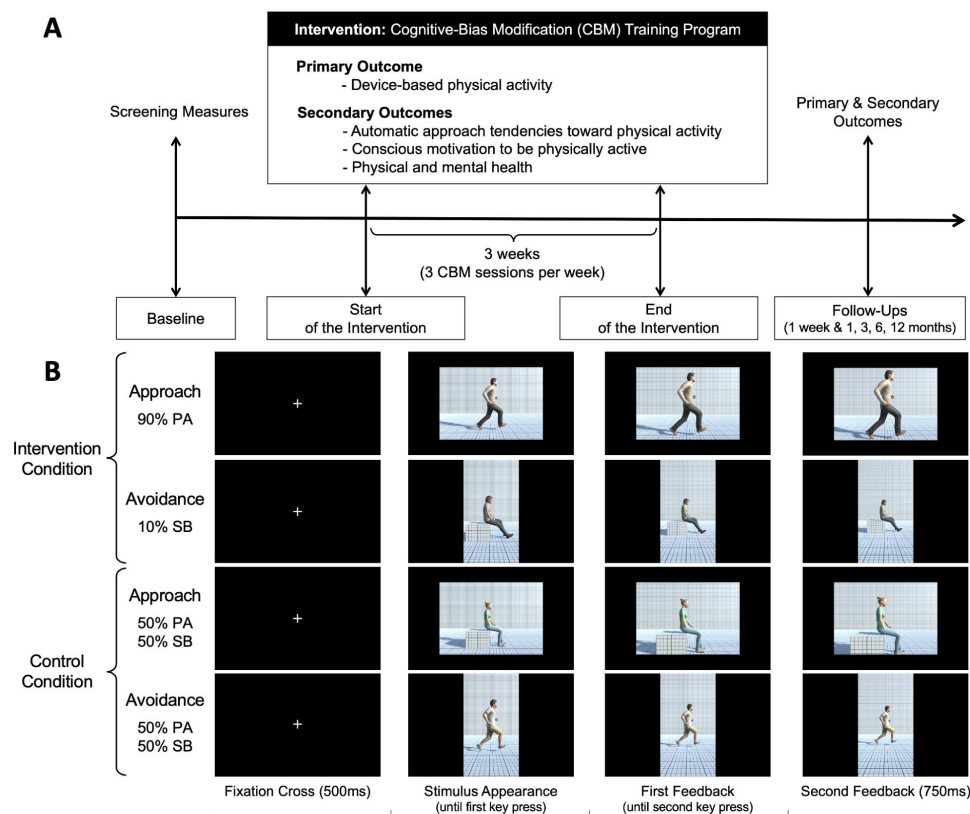 A
Intervention: Cognitive-Bias Modification (CBM) Training Program
Primary Outcome
- Device-based physical activity
Secondary Outcomes
- Automatic approach tendencies toward physical activity
- Conscious motivation to be physically active
- Physical and mental health
Screening Measures
Primary & Secondary
Outcomes
3 weeks
(3 CBM sessions per week)
Baseline
Start
of the Intervention
End
of the Intervention
Follow-Ups
(1 week & 1, 3, 6, 12 months)
B
Intervention
Condition
Approach
90% PA
Avoidance
10% SB
Control
Condition
Approach
50% PA
50% SB
Avoidance
50% PA
50% SB
Fixation Cross (500ms)
Stimulus Appearance
(until first key press)
First Feedback
(until second key press)
Second Feedback (750ms)